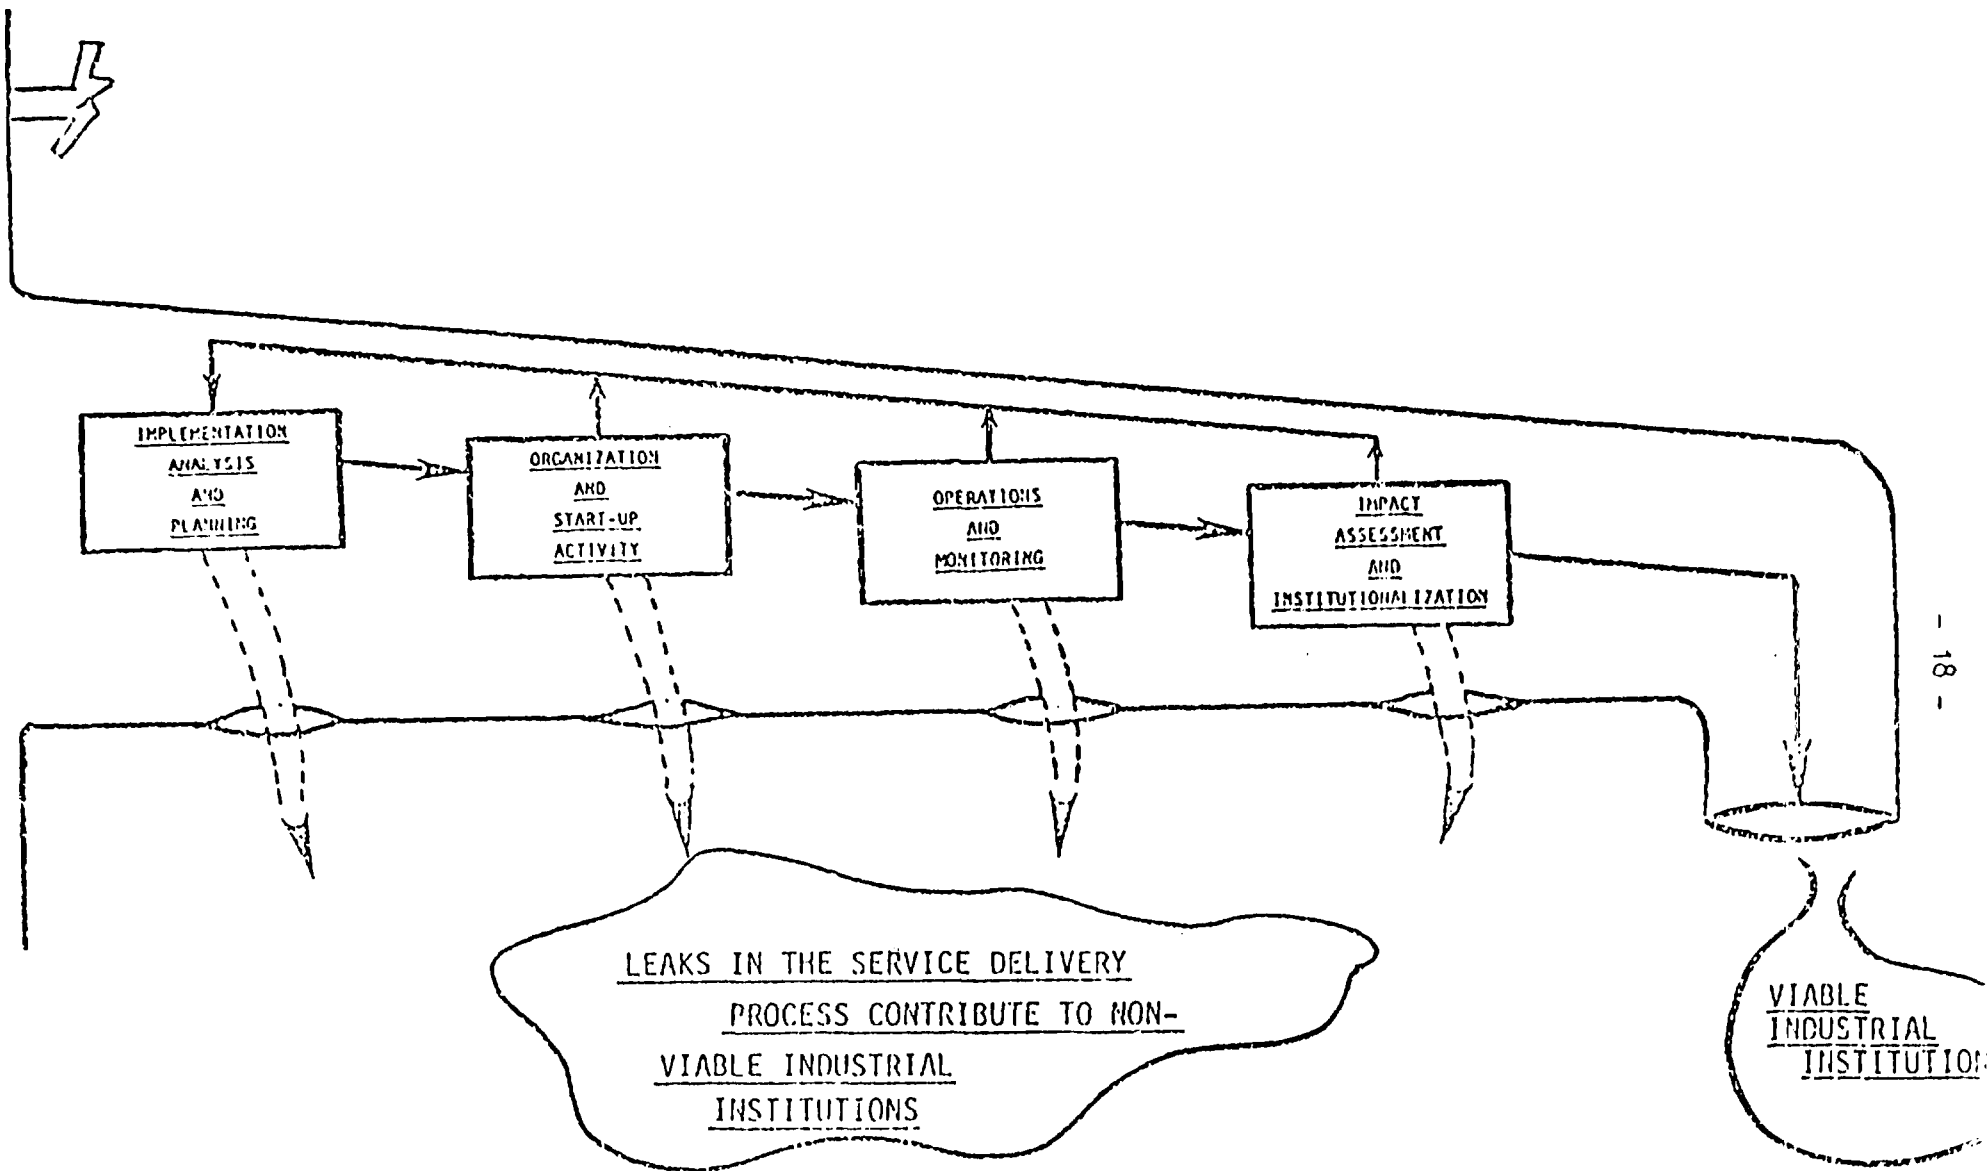 IMPLEMENTATION
ANALYSIS
AND
PLANNING
ORGANIZATION
AND
START-UP
ACTIVITY
OPERATIONS
AND
MONITORING
IMPACT
ASSESSMENT
AND
INSTITUTIONALIZATION
- 18 -
LEAKS IN THE SERVICE DELIVERY
PROCESS CONTRIBUTE TO NON-
VIABLE INDUSTRIAL
INSTITUTIONS
VIABLE
INDUSTRIAL
INSTITUTION